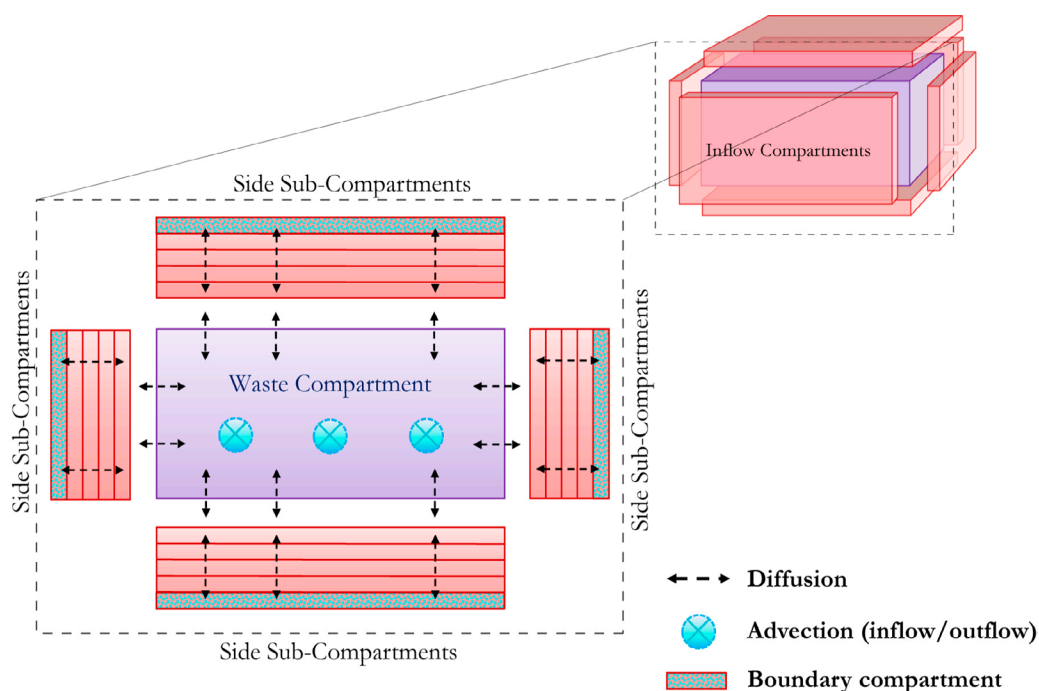 Inflow Compartments
Side Sub-Compartments
Side Sub-Compartments
Waste Compartment
Side Sub-Compartments
Side Sub-Compartments
Diffusion
Advection (inflow/outflow)
Boundary compartment